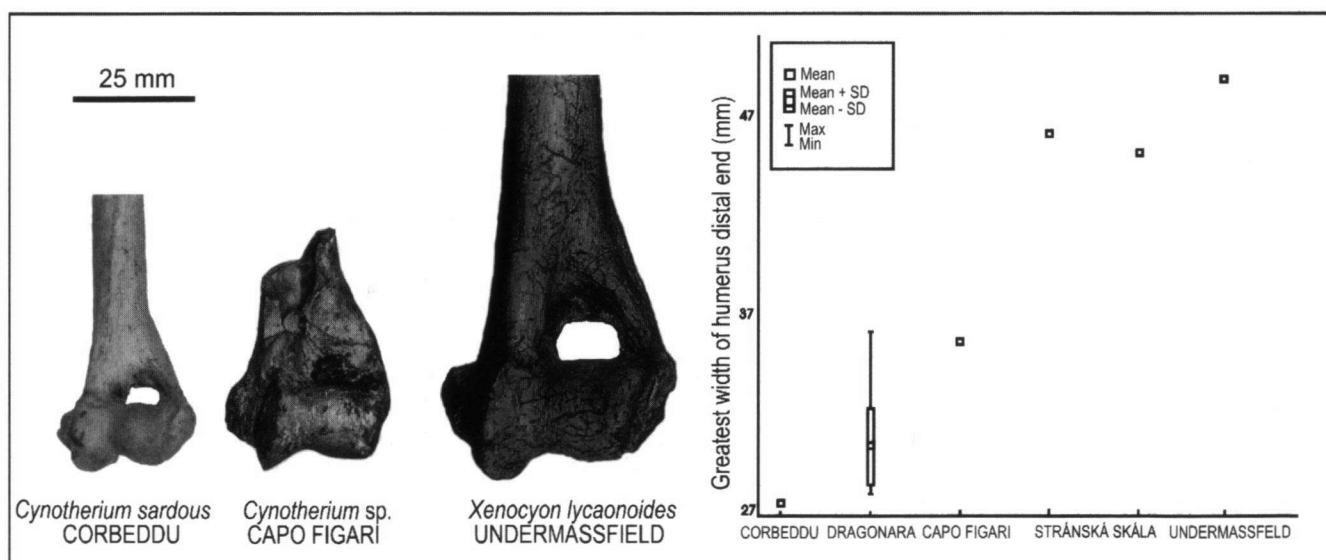 25 mm
Cynotherium sardous
CORBEDDU
Cynotherium sp.
CAPO FIGARI
Xenocyon lycaonoides
UNDERMASSFIELD
Mean
Mean + SD
Mean - SD
Max
Min
Greatest width of humerus distal end (mm)
47
37
27
CORBEDDU DRAGONARA CAPO FIGARI STRÁNSKÁ SKÁLA UNDERMASSFELD